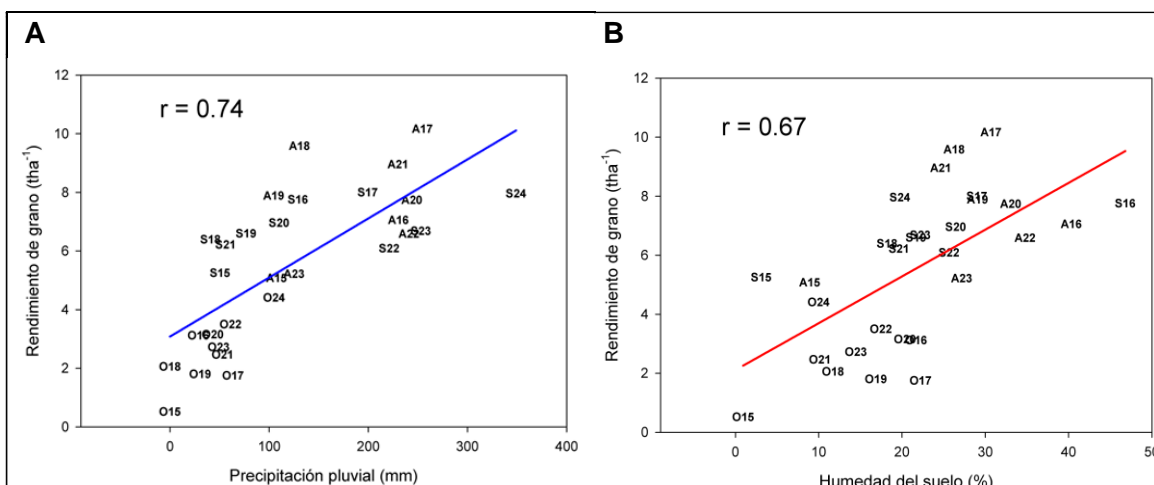 A
r = 0.74
Rendimiento de grano (tha-1)
12
10
8
6
4
2
0
A17
A18
A21
A19
S16
S17
A20
S24
S20
A16
S19
S18
S21
A22
S23
S22
S15
A15
A23
O24
O22
O16
O20
O23
O21
O18
O19
O17
O15
0
100
200
300
400
Precipitación pluvial (mm)
B
r = 0.67
Rendimiento de grano (tha-1)
12
10
8
6
4
2
0
A17
A18
A21
S24
S17
A19
A20
S16
S20
A16
S18
S23
S19
S21
A22
S22
S15
A15
A23
O24
O22
O20
O16
O23
O21
O18
O19
O17
O15
0
10
20
30
40
50
Humedad del suelo (%)